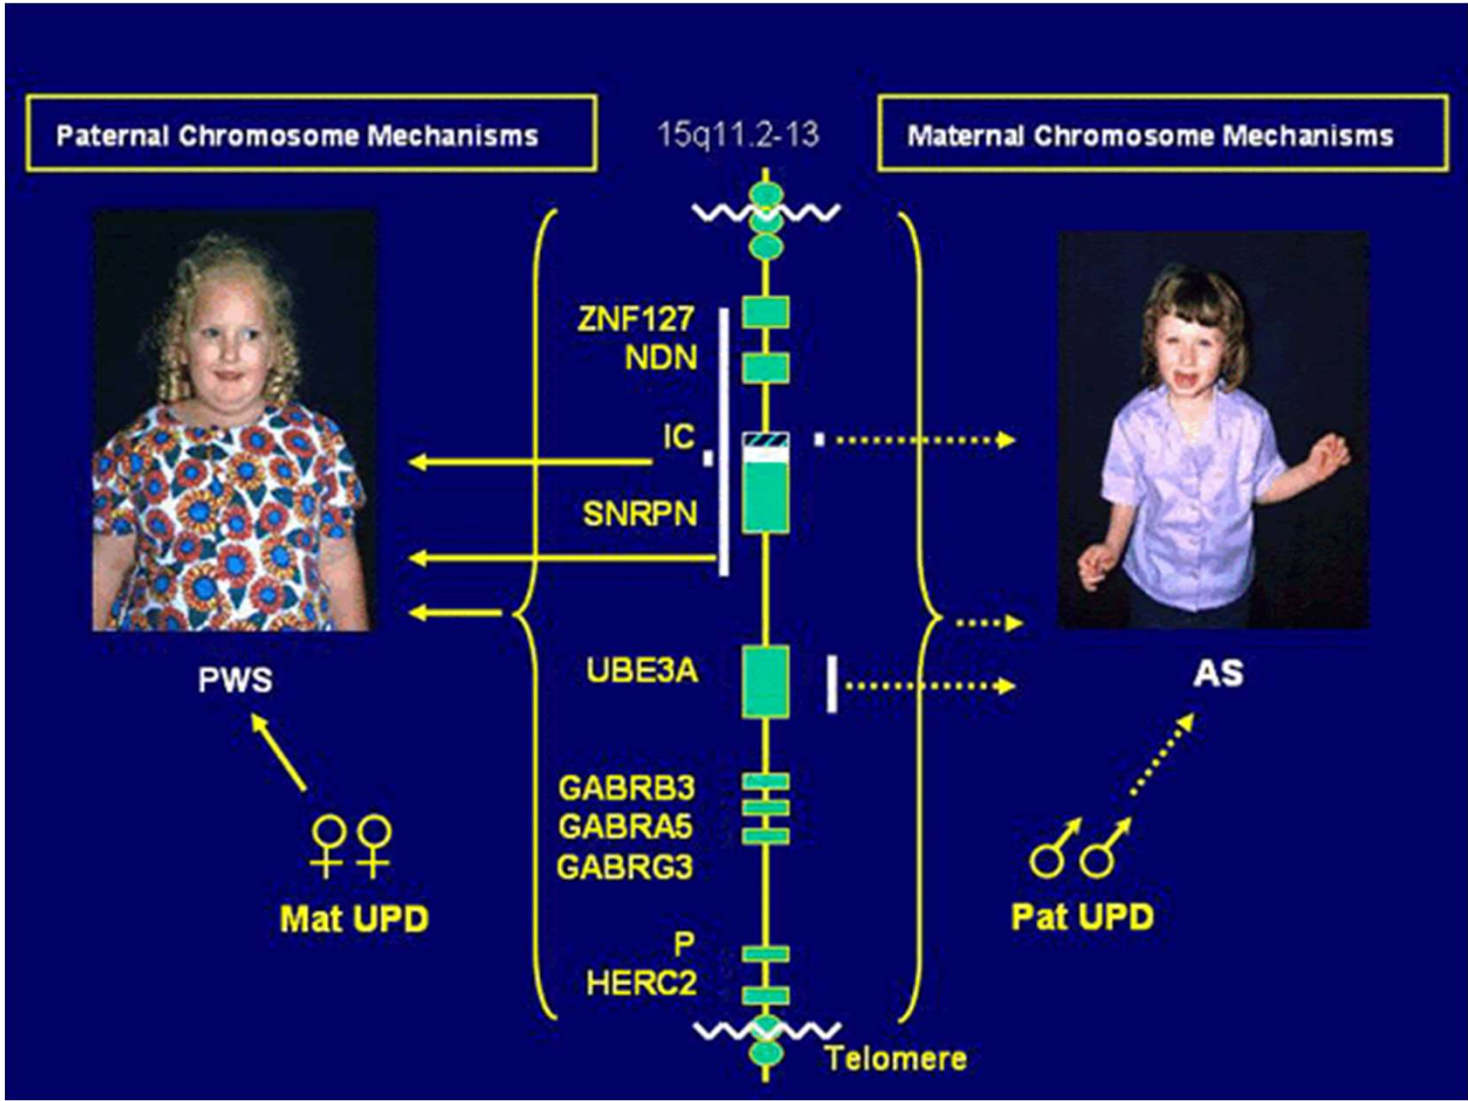 Paternal Chromosome Mechanisms
15q11.2-13
Maternal Chromosome Mechanisms
ZNF127
NDN
IC
SNRPN
UBE3A
PWS
AS
GABRB3
GABRA5
GABRG3
Mat UPD
Pat UPD
P
HERC2
Telomere